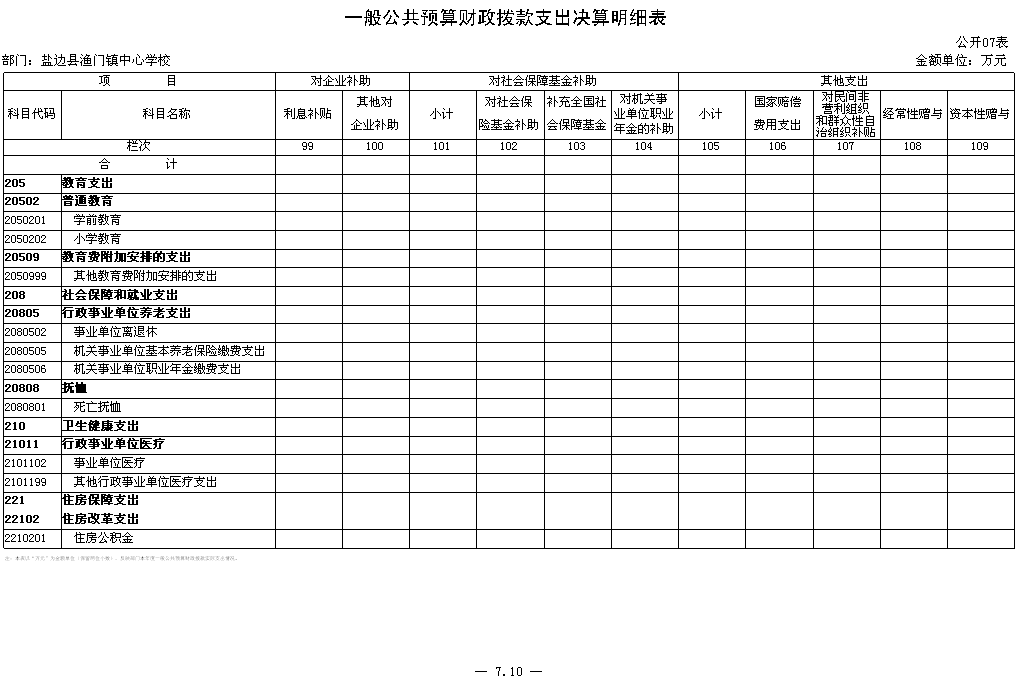 一般公共预算财政拨款支出决算明细表
公开07表
部门：盐边县渔门镇中心学校 金额单位：万元
项 目 对企业补助 对社会保障基金补助 其他支出
科目代码 科目名称 利息补贴 其他对企业补助 小计 对社会保险基金补助 补充全国社会保障基金 对机关事业单位职业年金的补助 小计 国家赔偿费用支出 对民间非营利组织和群众性自治组织补贴 经常性赠与 资本性赠与
栏次 99 100 101 102 103 104 105 106 107 108 109
合 计
205 教育支出
20502 普通教育
2050201 学前教育
2050202 小学教育
20509 教育费附加安排的支出
2050999 其他教育费附加安排的支出
208 社会保障和就业支出
20805 行政事业单位养老支出
2080502 事业单位离退休
2080505 机关事业单位基本养老保险缴费支出
2080506 机关事业单位职业年金缴费支出
20808 抚恤
2080801 死亡抚恤
210 卫生健康支出
21011 行政事业单位医疗
2101102 事业单位医疗
2101199 其他行政事业单位医疗支出
221 住房保障支出
22102 住房改革支出
2210201 住房公积金
— 7.10 —